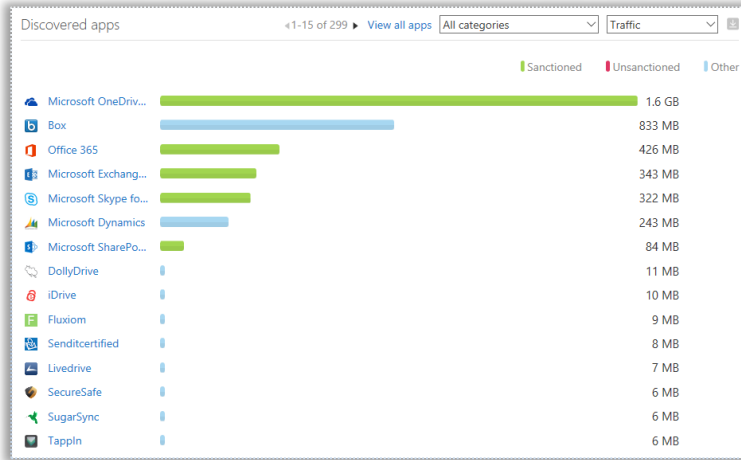 Discovered apps 1-15 of 299 View all apps All categories Traffic
Sanctioned Unsanctioned Other
Microsoft OneDriv... 1.6 GB
Box 833 MB
Office 365 426 MB
Microsoft Exchang... 343 MB
Microsoft Skype fo... 322 MB
Microsoft Dynamics 243 MB
Microsoft SharePo... 84 MB
DollyDrive 11 MB
iDrive 10 MB
Fluxiom 9 MB
Senditcertified 8 MB
Livedrive 7 MB
SecureSafe 6 MB
SugarSync 6 MB
TappIn 6 MB